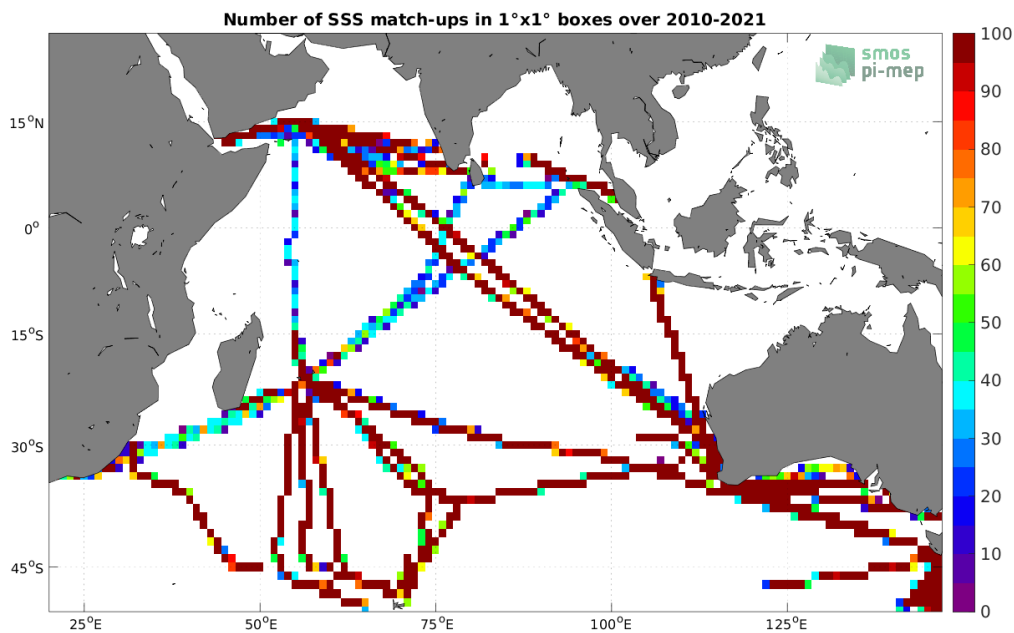 Number of SSS match-ups in 1°x1° boxes over 2010-2021
smos
pi-mep
15°N
0°
15°S
30°S
45°S
25°E
50°E
75°E
100°E
125°E
100
90
80
70
60
50
40
30
20
10
0